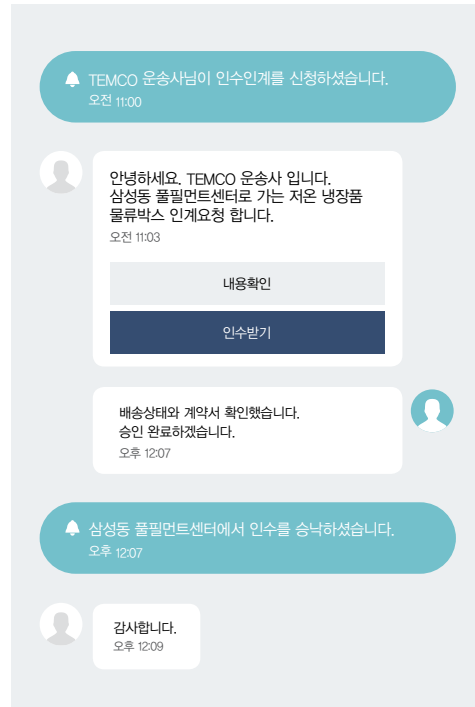 TEMCO 운송사님이 인수인계를 신청하셨습니다.
오전 11:00
안녕하세요. TEMCO 운송사 입니다.
삼성동 풀필먼트센터로 가는 저온 냉장품
물류박스 인계요청 합니다.
오전 11:03
내용확인
인수받기
배송상태와 계약서 확인했습니다.
승인 완료하겠습니다.
오후 12:07
삼성동 풀필먼트센터에서 인수를 승낙하셨습니다.
오후 12:07
감사합니다.
오후 12:09